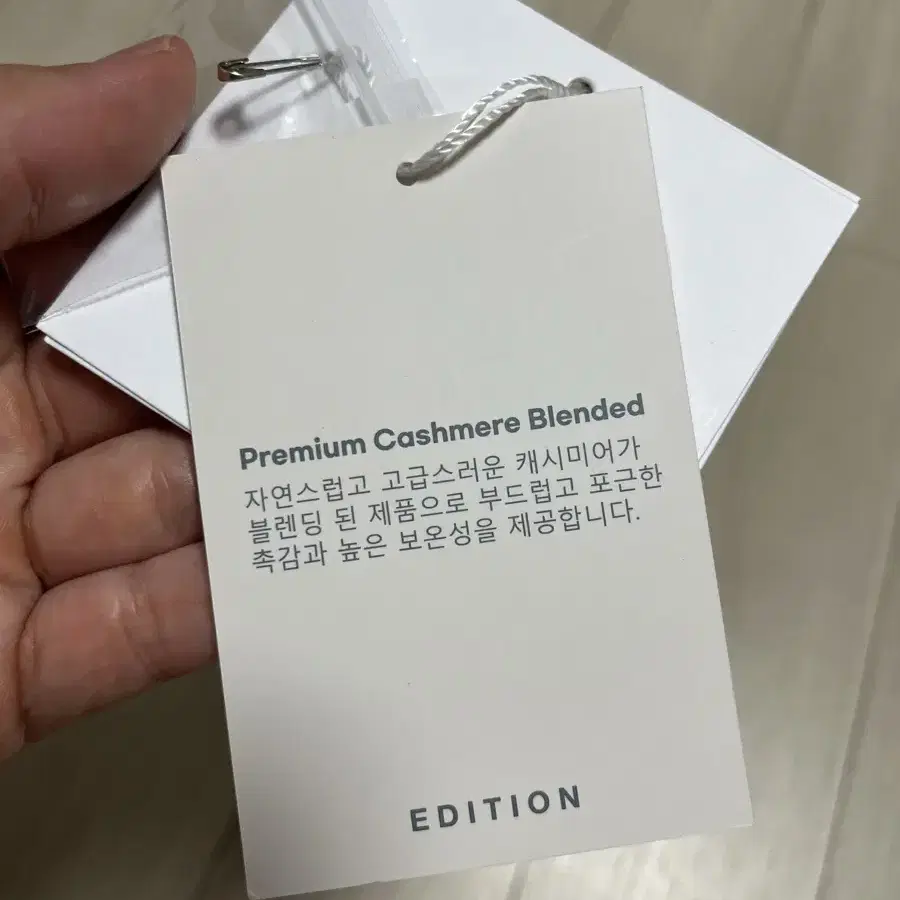 Premium Cashmere Blended
자연스럽고 고급스러운 캐시미어가
블렌딩 된 제품으로 부드럽고 포근한
촉감과 높은 보온성을 제공합니다.
EDITION